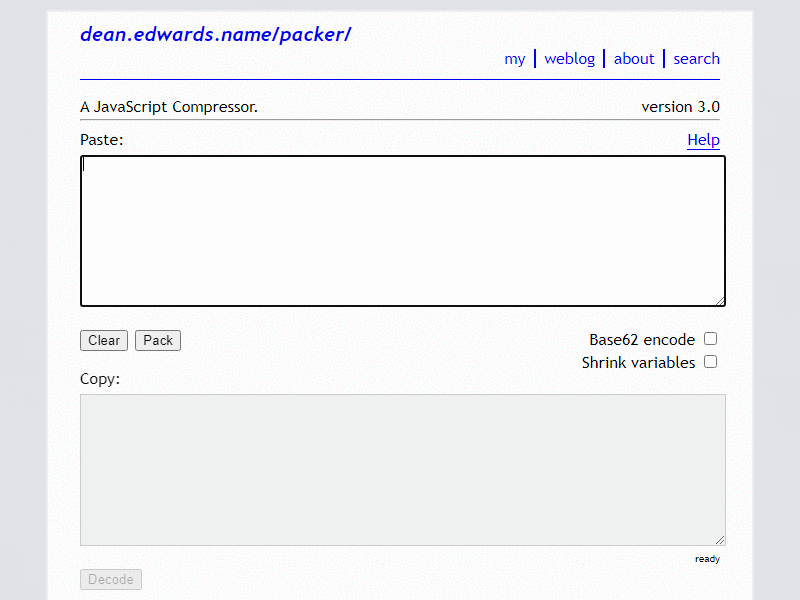 dean.edwards.name/packer/
my weblog about search
A JavaScript Compressor. version 3.0
Paste: Help
Clear Pack Base62 encode
Shrink variables
Copy:
ready
Decode